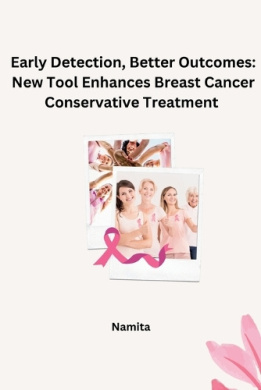 Early Detection, Better Outcomes:
New Tool Enhances Breast Cancer
Conservative Treatment
Namita